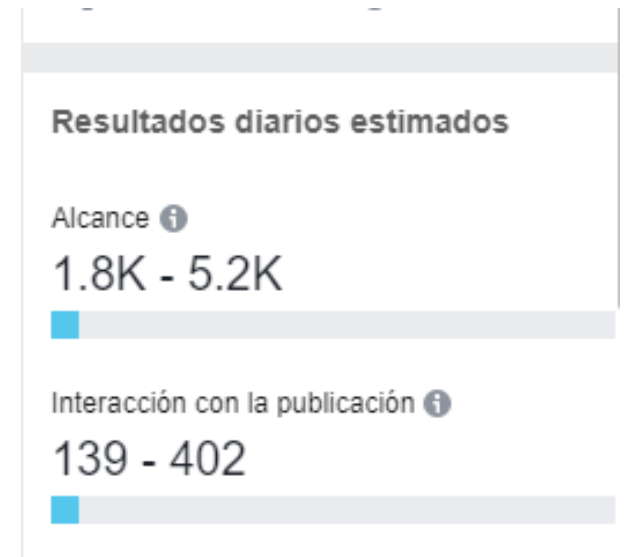 Resultados diarios estimados
Alcance
1.8K - 5.2K
Interacción con la publicación
139 - 402